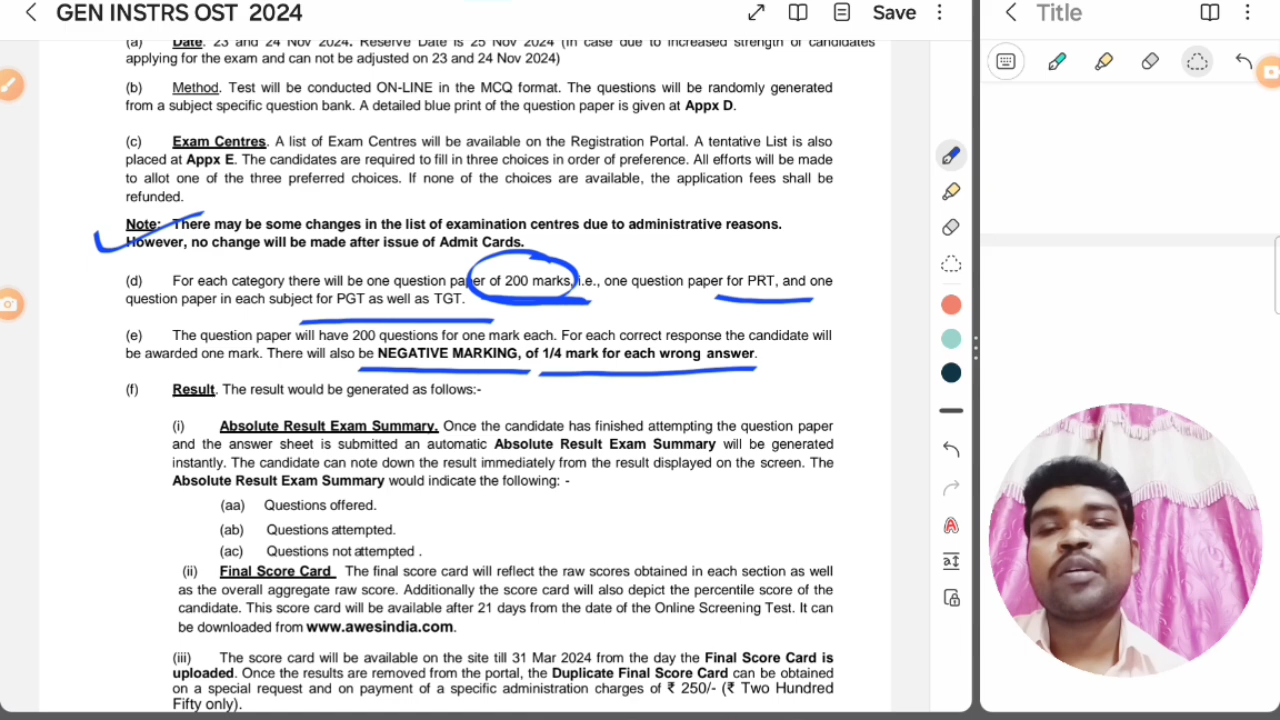 GEN INSTRS OST 2024
Save
Title
(a) Date. 23 and 24 Nov 2024. Reserve Date is 25 Nov 2024 (in case due to increased strength of candidates
applying for the exam and can not be adjusted on 23 and 24 Nov 2024)
(b) Method. Test will be conducted ON-LINE in the MCQ format. The questions will be randomly generated
from a subject specific question bank. A detailed blue print of the question paper is given at Appx D.
(c) Exam Centres. A list of Exam Centres will be available on the Registration Portal. A tentative List is also
placed at Appx E. The candidates are required to fill in three choices in order of preference. All efforts will be made
to allot one of the three preferred choices. If none of the choices are available, the application fees shall be
refunded.
Note: There may be some changes in the list of examination centres due to administrative reasons.
However, no change will be made after issue of Admit Cards.
(d) For each category there will be one question paper of 200 marks, i.e., one question paper for PRT, and one
question paper in each subject for PGT as well as TGT.
(e) The question paper will have 200 questions for one mark each. For each correct response the candidate will
be awarded one mark. There will also be NEGATIVE MARKING, of 1/4 mark for each wrong answer.
(f) Result. The result would be generated as follows:-
(i) Absolute Result Exam Summary. Once the candidate has finished attempting the question paper
and the answer sheet is submitted an automatic Absolute Result Exam Summary will be generated
instantly. The candidate can note down the result immediately from the result displayed on the screen. The
Absolute Result Exam Summary would indicate the following: -
(aa) Questions offered.
(ab) Questions attempted.
(ac) Questions not attempted .
(ii) Final Score Card The final score card will reflect the raw scores obtained in each section as well
as the overall aggregate raw score. Additionally the score card will also depict the percentile score of the
candidate. This score card will be available after 21 days from the date of the Online Screening Test. It can
be downloaded from www.awesindia.com.
(iii) The score card will be available on the site till 31 Mar 2024 from the day the Final Score Card is
uploaded. Once the results are removed from the portal, the Duplicate Final Score Card can be obtained
on a special request and on payment of a specific administration charges of ₹ 250/- (₹ Two Hundred
Fifty only).